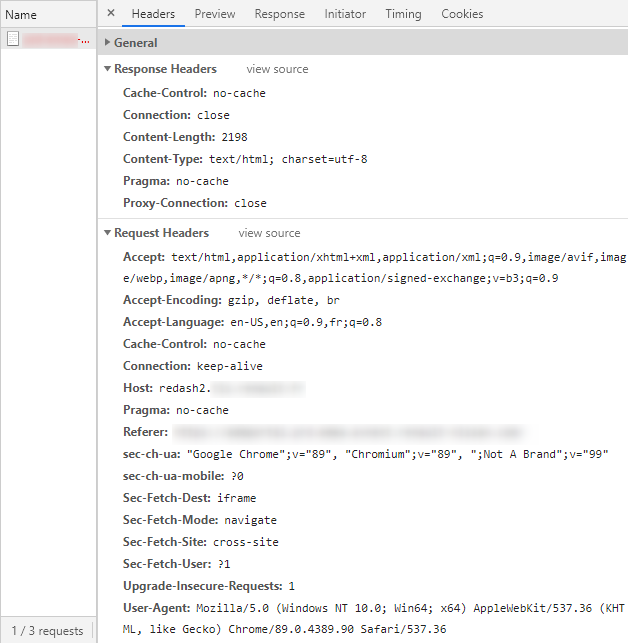 Name
Headers Preview Response Initiator Timing Cookies
General
Response Headers view source
Cache-Control: no-cache
Connection: close
Content-Length: 2198
Content-Type: text/html; charset=utf-8
Pragma: no-cache
Proxy-Connection: close
Request Headers view source
Accept: text/html,application/xhtml+xml,application/xml;q=0.9,image/avif,imag
e/webp,image/apng,*/*;q=0.8,application/signed-exchange;v=b3;q=0.9
Accept-Encoding: gzip, deflate, br
Accept-Language: en-US,en;q=0.9,fr;q=0.8
Cache-Control: no-cache
Connection: keep-alive
Host: redash2.
Pragma: no-cache
Referer:
sec-ch-ua: "Google Chrome";v="89", "Chromium";v="89", ";Not A Brand";v="99"
sec-ch-ua-mobile: ?0
Sec-Fetch-Dest: iframe
Sec-Fetch-Mode: navigate
Sec-Fetch-Site: cross-site
Sec-Fetch-User: ?1
Upgrade-Insecure-Requests: 1
User-Agent: Mozilla/5.0 (Windows NT 10.0; Win64; x64) AppleWebKit/537.36 (KHT
ML, like Gecko) Chrome/89.0.4389.90 Safari/537.36
1 / 3 requests